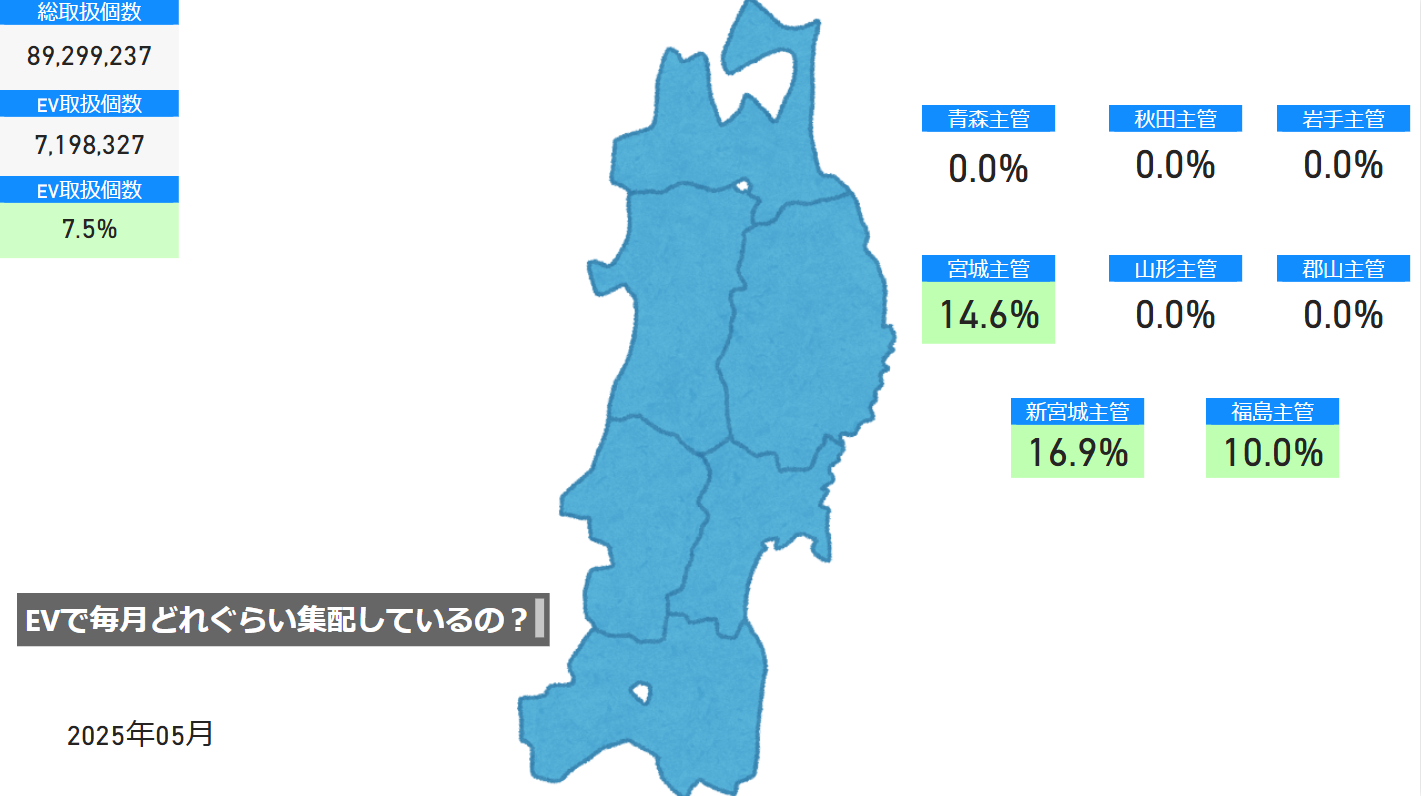 総取扱個数
89,299,237
EV取扱個数
7,198,327
EV取扱個数
7.5%
青森主管
0.0%
秋田主管
0.0%
岩手主管
0.0%
宮城主管
14.6%
山形主管
0.0%
郡山主管
0.0%
新宮城主管
16.9%
福島主管
10.0%
EVで毎月どれぐらい集配しているの？
2025年05月